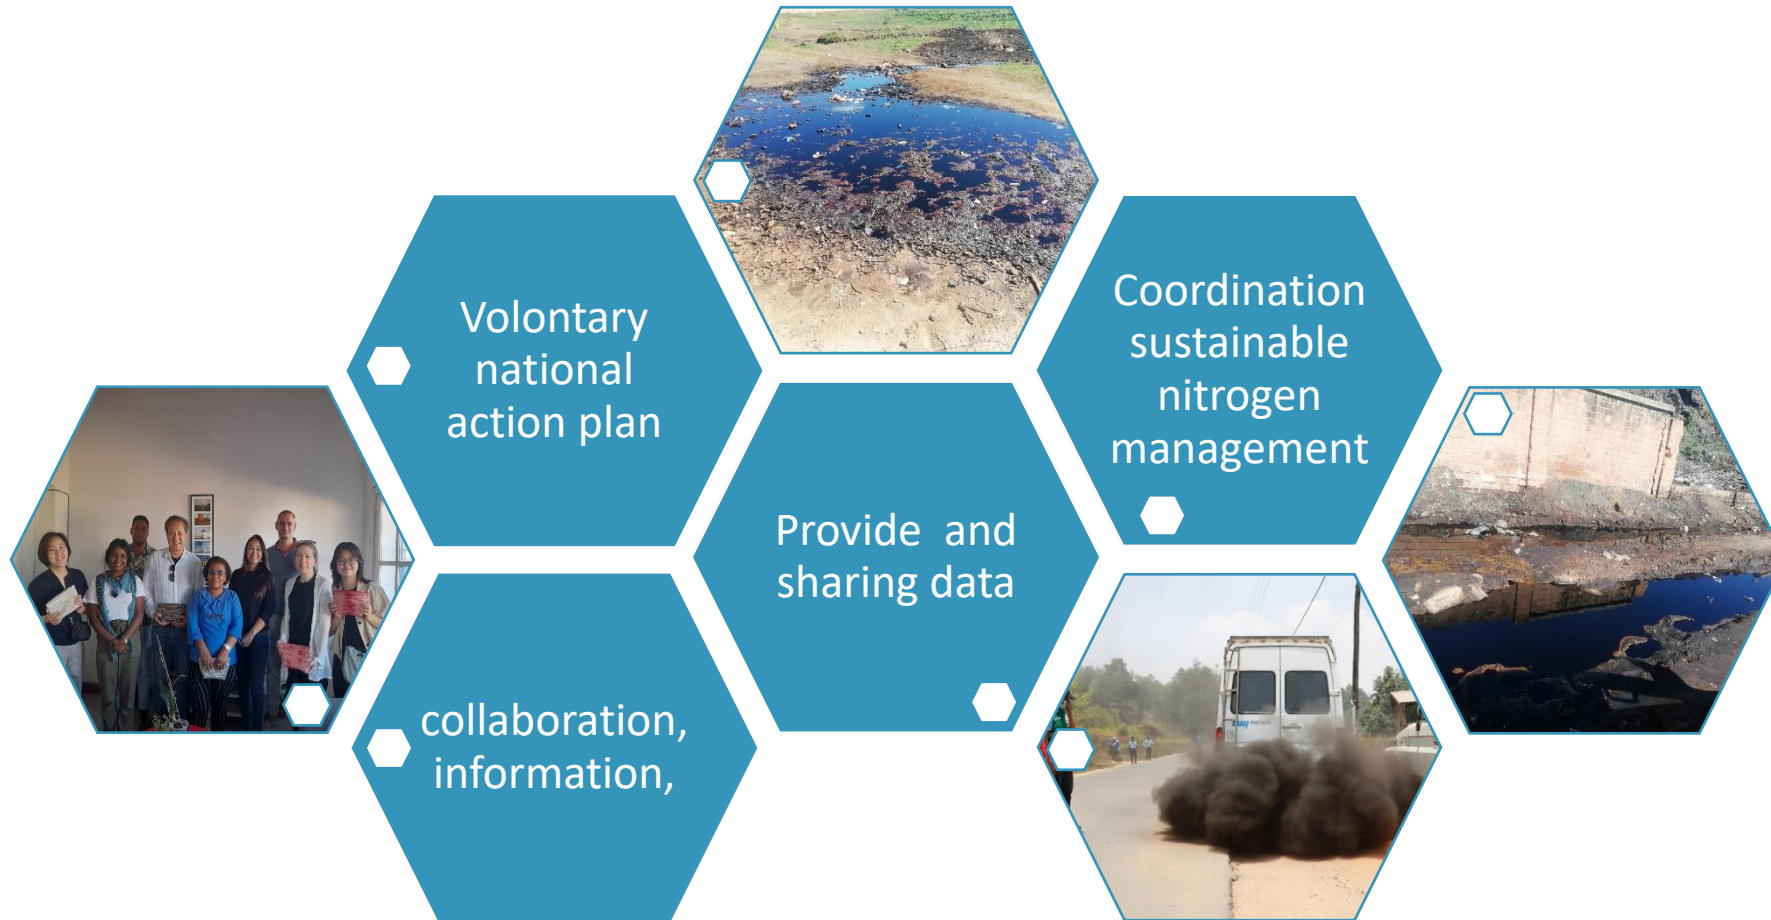 Volontary
national
action plan
Coordination
sustainable
nitrogen
management
Provide and
sharing data
collaboration,
information,